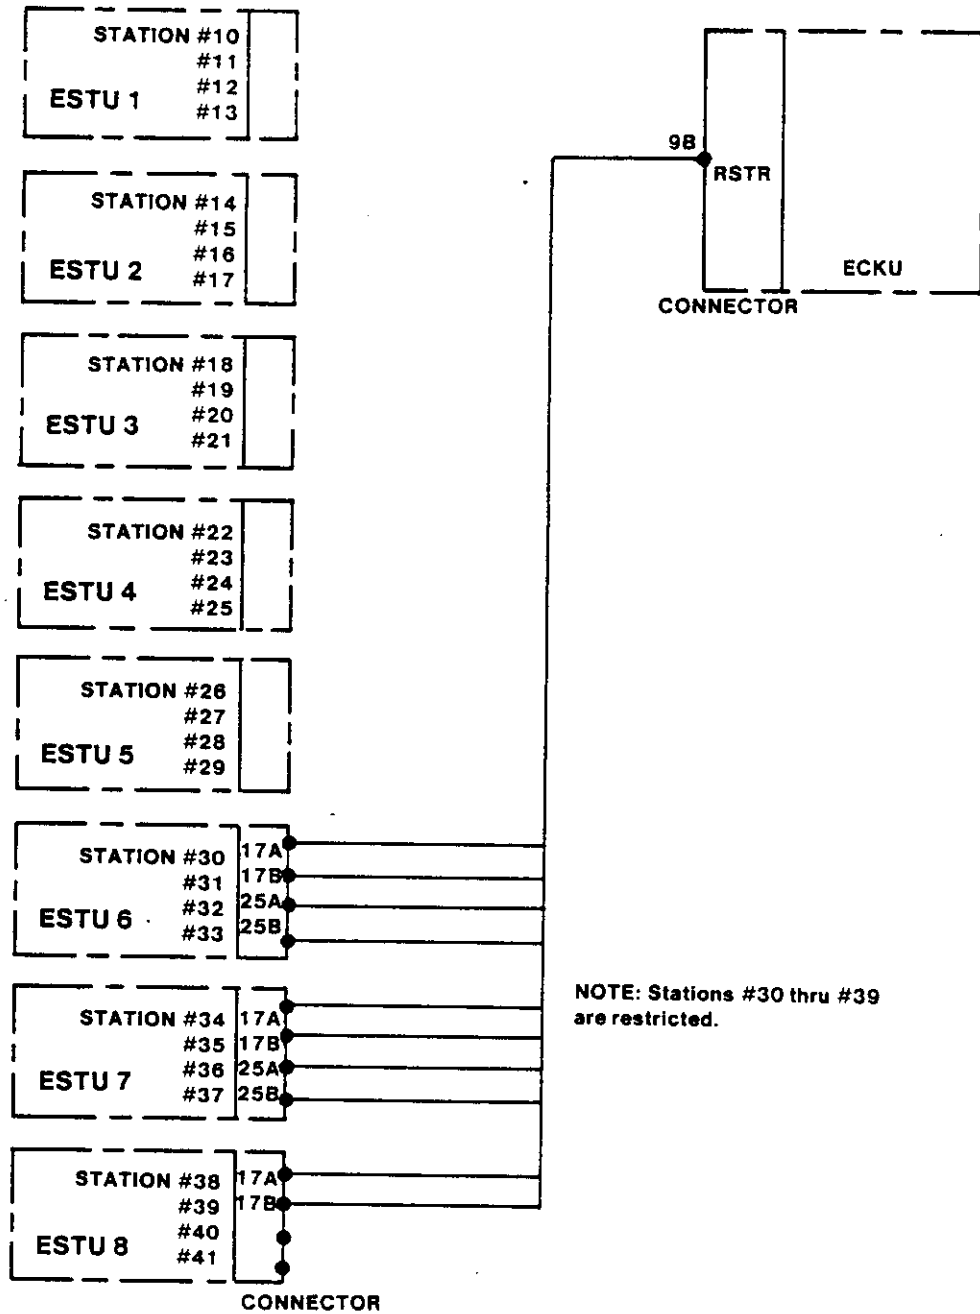 STATION #10
#11
#12
ESTU 1
#13
STATION #14
#15
#16
ESTU 2
#17
STATION #18
#19
#20
ESTU 3
#21
STATION #22
#23
#24
ESTU 4
#25
STATION #26
#27
#28
ESTU 5
#29
STATION #30 17A
#31 17B
#32 25A
ESTU 6
#33 25B
STATION #34 17A
#35 17B
#36 25A
ESTU 7
#37 25B
STATION #38 17A
#39 17B
#40
ESTU 8
#41
CONNECTOR
9B
RSTR
ECKU
CONNECTOR
NOTE: Stations #30 thru #39
are restricted.